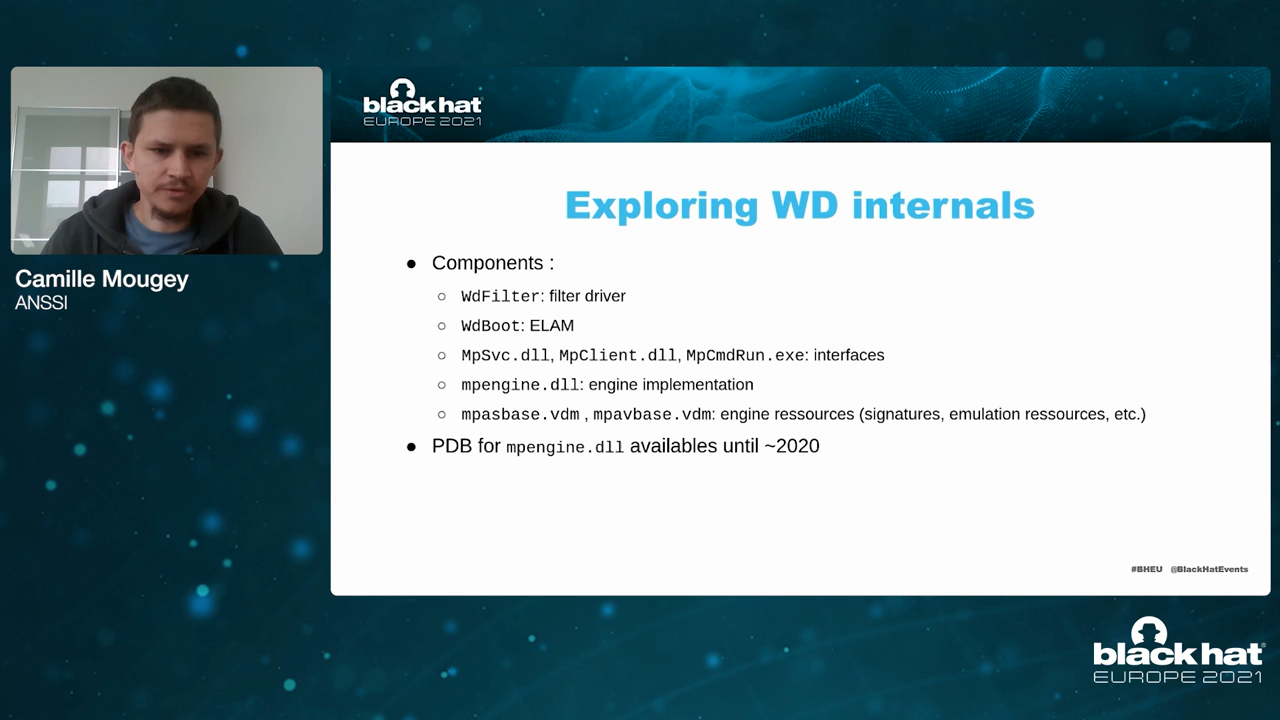 black hat
EUROPE 2021
Exploring WD internals
Camille Mougey
ANSSI
● Components :
○ WdFilter: filter driver
○ WdBoot: ELAM
○ MpSvc.dll, MpClient.dll, MpCmdRun.exe: interfaces
○ mpengine.dll: engine implementation
○ mpasbase.vdm , mpavbase.vdm: engine ressources (signatures, emulation ressources, etc.)
● PDB for mpengine.dll availables until ~2020
#BHEU @BlackHatEvents
black hat®
EUROPE 2021